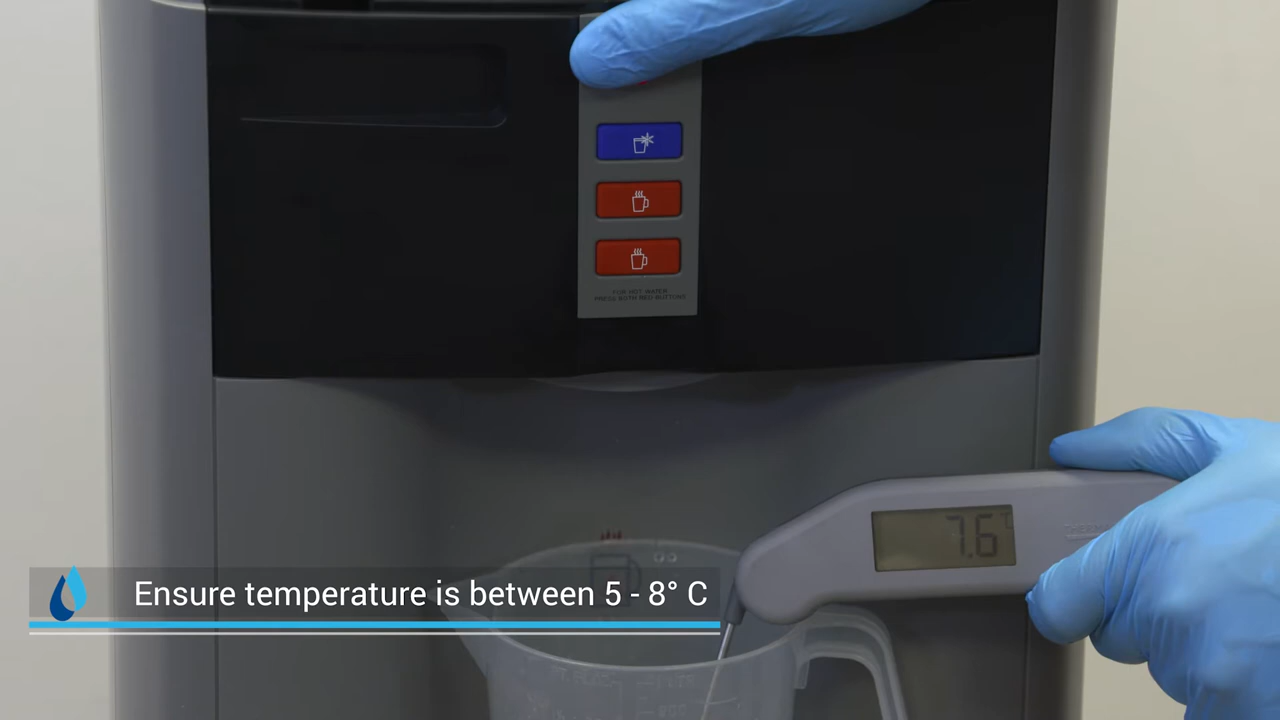 FOR HOT WATER
PRESS BOTH RED BUTTONS
7.6
Ensure temperature is between 5 - 8° C